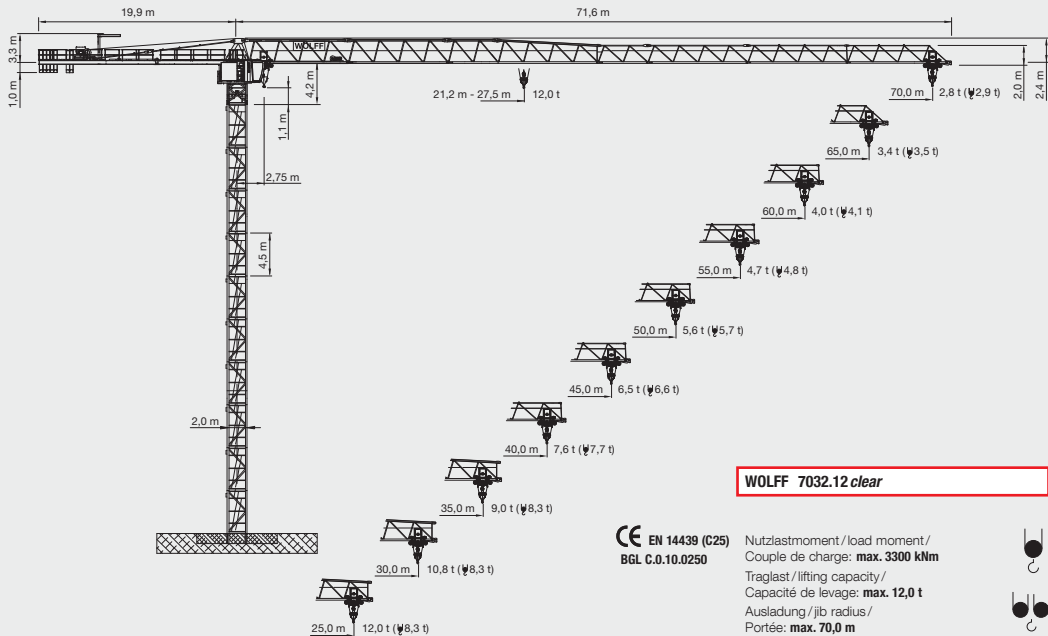 19,9 m
71,6 m
3,3 m
1,0 m
WOLFF
4,2 m
1,1 m
2,75 m
21,2 m - 27,5 m 12,0 t
2,0 m
2,4 m
70,0 m 2,8 t (2,9 t)
65,0 m 3,4 t (3,5 t)
60,0 m 4,0 t (4,1 t)
55,0 m 4,7 t (4,8 t)
4,5 m
50,0 m 5,6 t (5,7 t)
45,0 m 6,5 t (6,6 t)
2,0 m
40,0 m 7,6 t (7,7 t)
35,0 m 9,0 t (8,3 t)
30,0 m 10,8 t (8,3 t)
25,0 m 12,0 t (8,3 t)
WOLFF 7032.12 clear
CE EN 14439 (C25)
BGL C.0.10.0250
Nutzlastmoment / load moment /
Couple de charge: max. 3300 kNm
Traglast / lifting capacity /
Capacité de levage: max. 12,0 t
Ausladung / jib radius /
Portée: max. 70,0 m